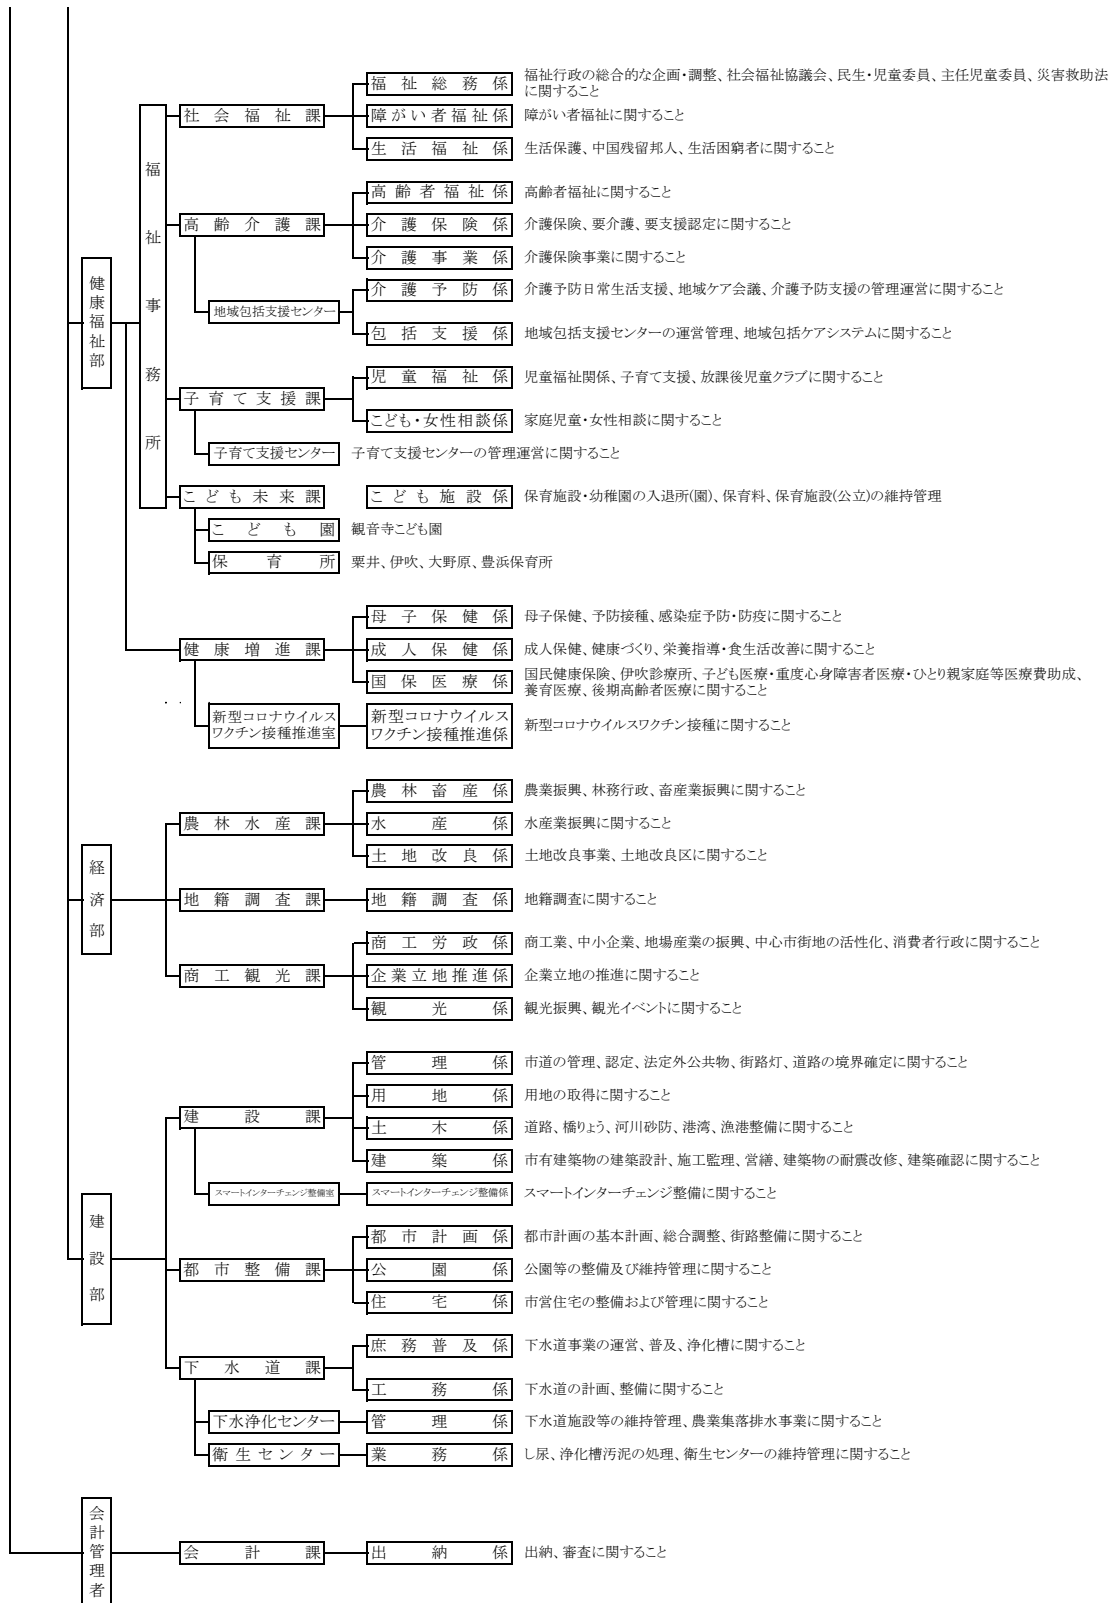 健康福祉部
福祉事務所
社会福祉課
福祉総務係
福祉行政の総合的な企画・調整、社会福祉協議会、民生・児童委員、主任児童委員、災害救助法
に関すること
障がい者福祉係
障がい者福祉に関すること
生活福祉係
生活保護、中国残留邦人、生活困窮者に関すること
高齢介護課
高齢者福祉係
高齢者福祉に関すること
介護保険係
介護保険、要介護、要支援認定に関すること
介護事業係
介護保険事業に関すること
地域包括支援センター
介護予防係
介護予防日常生活支援、地域ケア会議、介護予防支援の管理運営に関すること
包括支援係
地域包括支援センターの運営管理、地域包括ケアシステムに関すること
子育て支援課
児童福祉係
児童福祉関係、子育て支援、放課後児童クラブに関すること
こども・女性相談係
家庭児童・女性相談に関すること
子育て支援センター
子育て支援センターの管理運営に関すること
こども未来課
こども施設係
保育施設・幼稚園の入退所(園)、保育料、保育施設(公立)の維持管理
こども園
観音寺こども園
保育所
粟井、伊吹、大野原、豊浜保育所
健康増進課
母子保健係
母子保健、予防接種、感染症予防・防疫に関すること
成人保健係
成人保健、健康づくり、栄養指導・食生活改善に関すること
国保医療係
国民健康保険、伊吹診療所、子ども医療・重度心身障害者医療・ひとり親家庭等医療費助成、
養育医療、後期高齢者医療に関すること
新型コロナウイルス
ワクチン接種推進室
新型コロナウイルス
ワクチン接種推進係
新型コロナウイルスワクチン接種に関すること
経済部
農林水産課
農林畜産係
農業振興、林務行政、畜産業振興に関すること
水産係
水産業振興に関すること
土地改良係
土地改良事業、土地改良区に関すること
地籍調査課
地籍調査係
地籍調査に関すること
商工観光課
商工労政係
商工業、中小企業、地場産業の振興、中心市街地の活性化、消費者行政に関すること
企業立地推進係
企業立地の推進に関すること
観光係
観光振興、観光イベントに関すること
建設部
建設課
管理係
市道の管理、認定、法定外公共物、街路灯、道路の境界確定に関すること
用地係
用地の取得に関すること
土木係
道路、橋りょう、河川砂防、港湾、漁港整備に関すること
建築係
市有建築物の建築設計、施工監理、営繕、建築物の耐震改修、建築確認に関すること
スマートインターチェンジ整備室
スマートインターチェンジ整備係
スマートインターチェンジ整備に関すること
都市整備課
都市計画係
都市計画の基本計画、総合調整、街路整備に関すること
公園係
公園等の整備及び維持管理に関すること
住宅係
市営住宅の整備および管理に関すること
下水道課
庶務普及係
下水道事業の運営、普及、浄化槽に関すること
工務係
下水道の計画、整備に関すること
下水浄化センター
管理係
下水道施設等の維持管理、農業集落排水事業に関すること
衛生センター
業務係
し尿、浄化槽汚泥の処理、衛生センターの維持管理に関すること
会計管理者
会計課
出納係
出納、審査に関すること